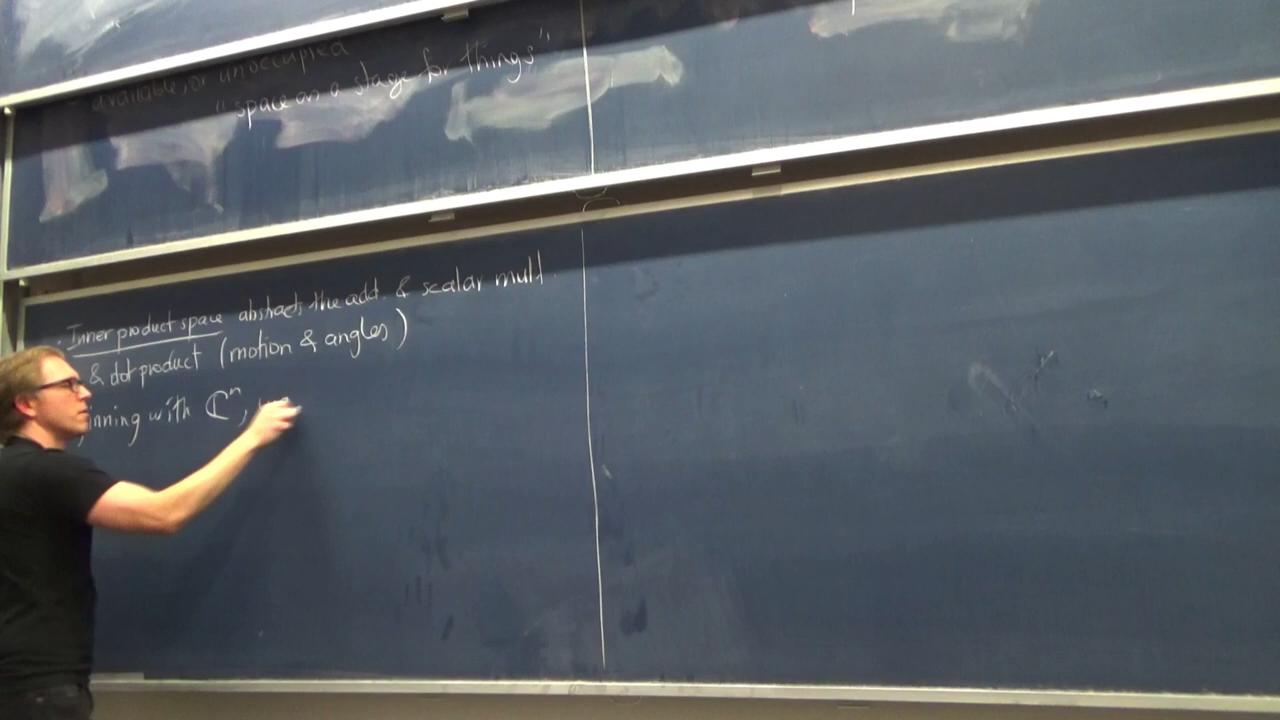 available, or unoccupied
"space as a stage for things"
· Inner product space abstracts the add. & scalar mult.
& dot product (motion & angles)
inning with ℂⁿ,